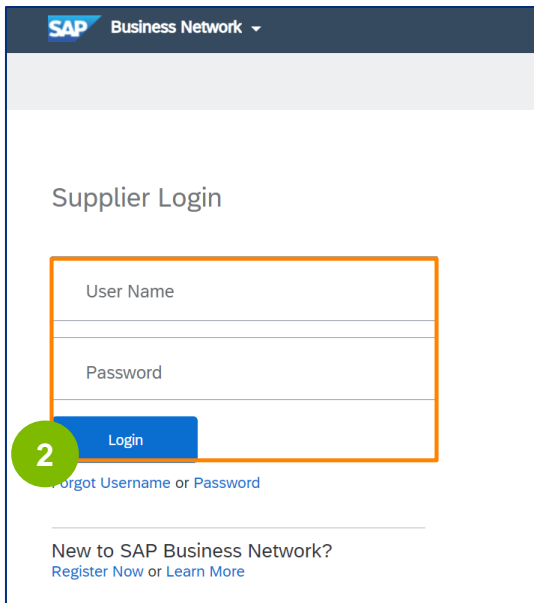 SAP Business Network
Supplier Login
User Name
Password
Login
2
Forgot Username or Password
New to SAP Business Network?
Register Now or Learn More